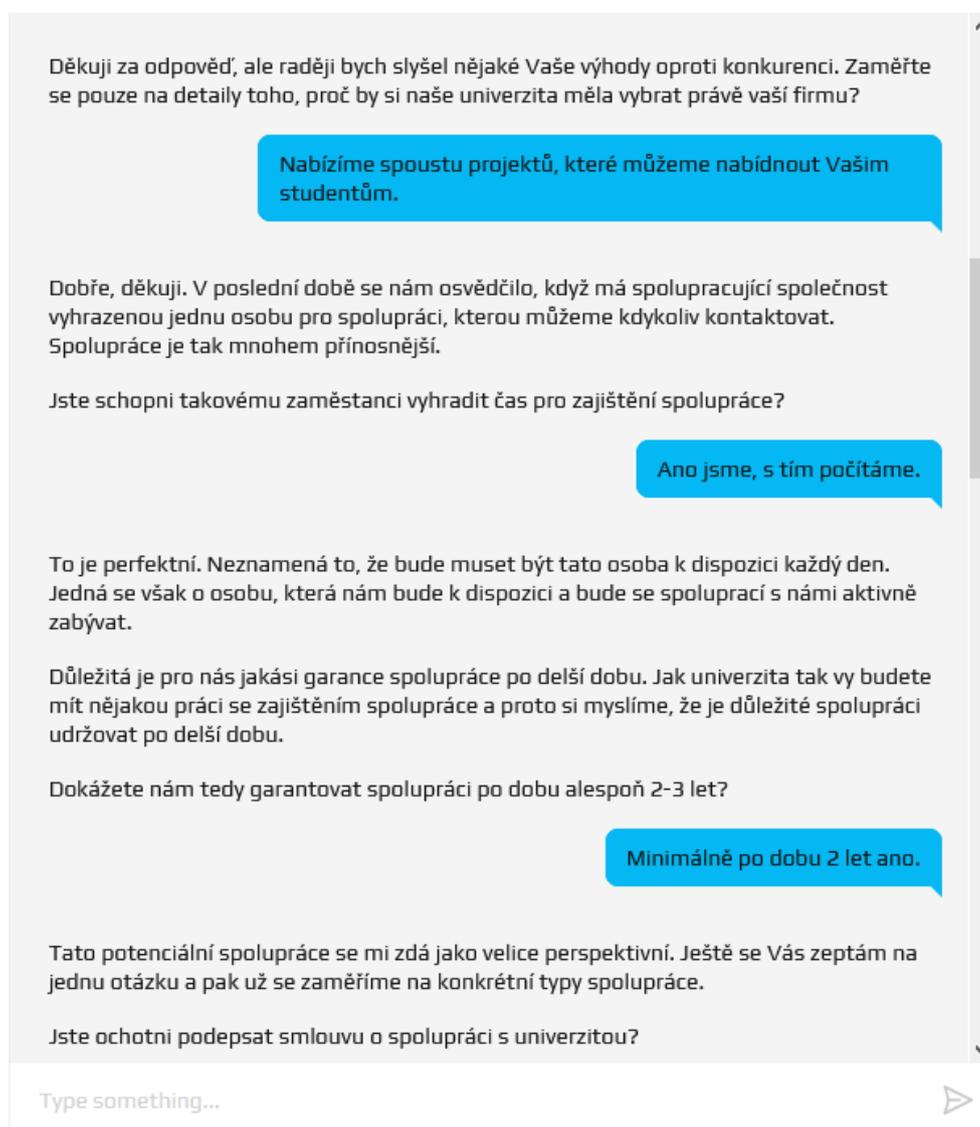 Děkuji za odpověď, ale raději bych slyšel nějaké Vaše výhody oproti konkurenci. Zaměřte
se pouze na detaily toho, proč by si naše univerzita měla vybrat právě vaší firmu?
Nabízíme spoustu projektů, které můžeme nabídnout Vašim
studentům.
Dobře, děkuji. V poslední době se nám osvědčilo, když má spolupracující společnost
vyhrazenou jednu osobu pro spolupráci, kterou můžeme kdykoliv kontaktovat.
Spolupráce je tak mnohem přínosnější.
Jste schopni takovému zaměstanci vyhradit čas pro zajištění spolupráce?
Ano jsme, s tím počítáme.
To je perfektní. Neznamená to, že bude muset být tato osoba k dispozici každý den.
Jedná se však o osobu, která nám bude k dispozici a bude se spoluprací s námi aktivně
zabývat.
Důležitá je pro nás jakási garance spolupráce po delší dobu. Jak univerzita tak vy budete
mít nějakou práci se zajištěním spolupráce a proto si myslíme, že je důležité spolupráci
udržovat po delší dobu.
Dokážete nám tedy garantovat spolupráci po dobu alespoň 2-3 let?
Minimálně po dobu 2 let ano.
Tato potenciální spolupráce se mi zdá jako velice perspektivní. Ještě se Vás zeptám na
jednu otázku a pak už se zaměříme na konkrétní typy spolupráce.
Jste ochotni podepsat smlouvu o spolupráci s univerzitou?
Type something...